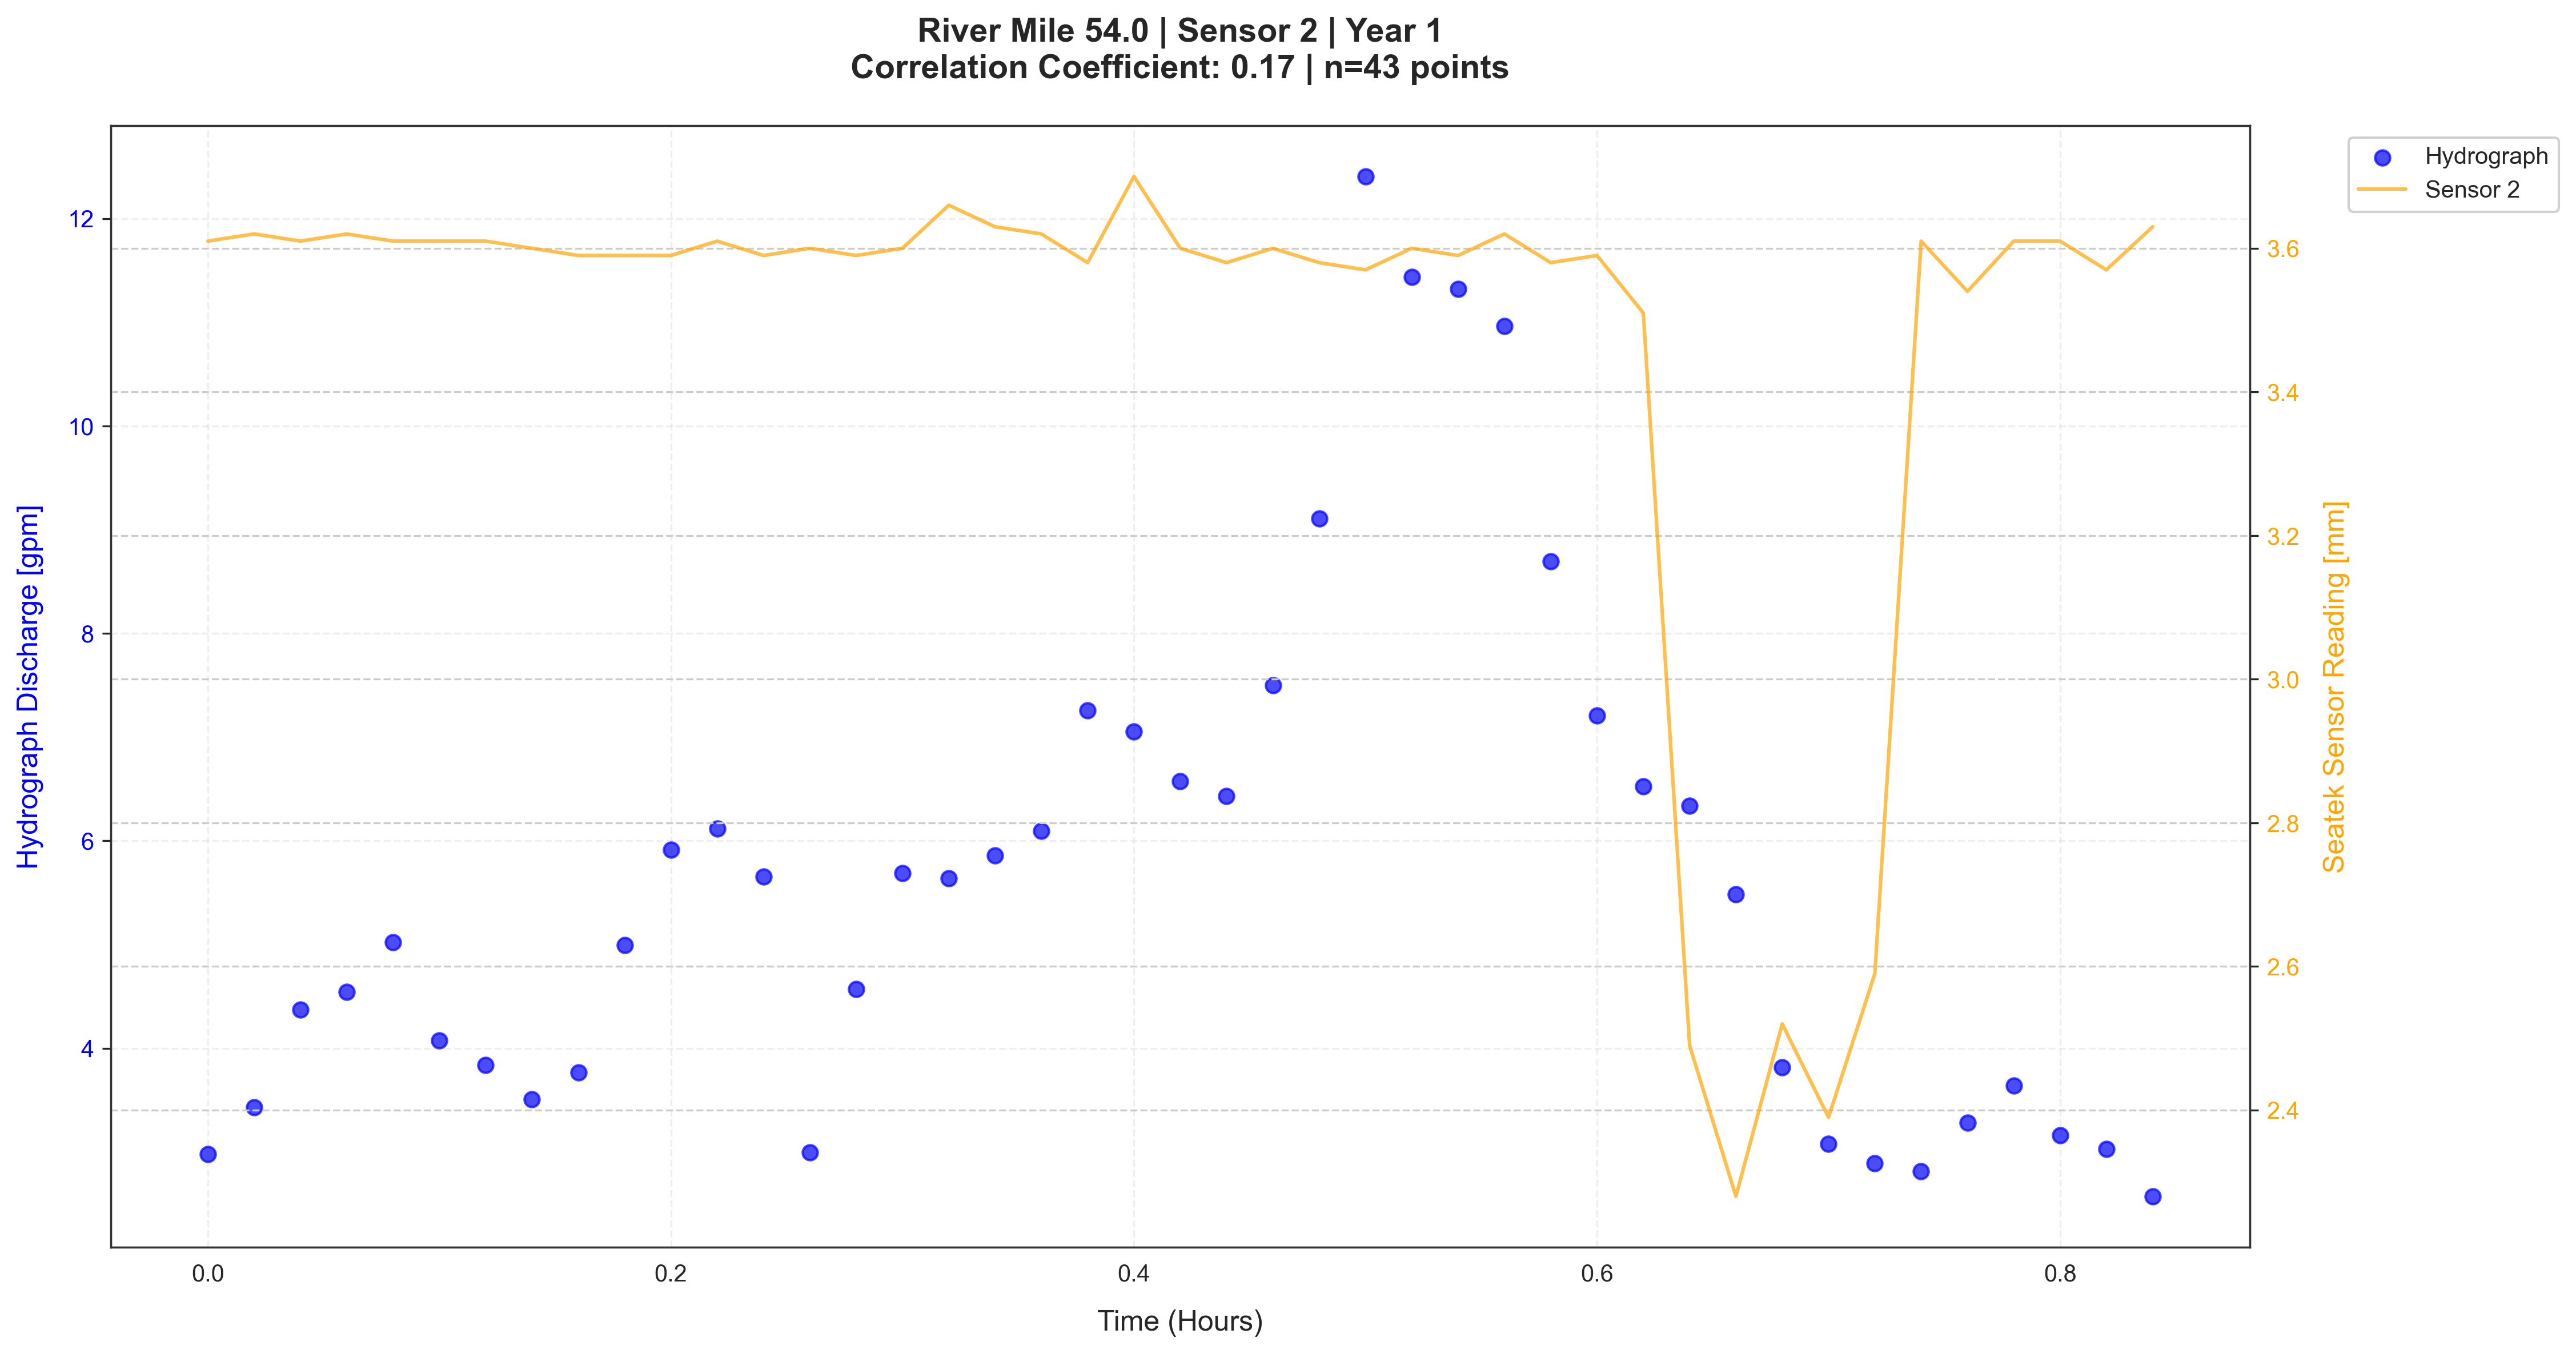 River Mile 54.0 | Sensor 2 | Year 1
Correlation Coefficient: 0.17 | n=43 points
Hydrograph
Sensor 2
Hydrograph Discharge [gpm]
12
10
8
6
4
3.6
3.4
3.2
3.0
2.8
2.6
2.4
Seatek Sensor Reading [mm]
0.0 0.2 0.4 0.6 0.8
Time (Hours)